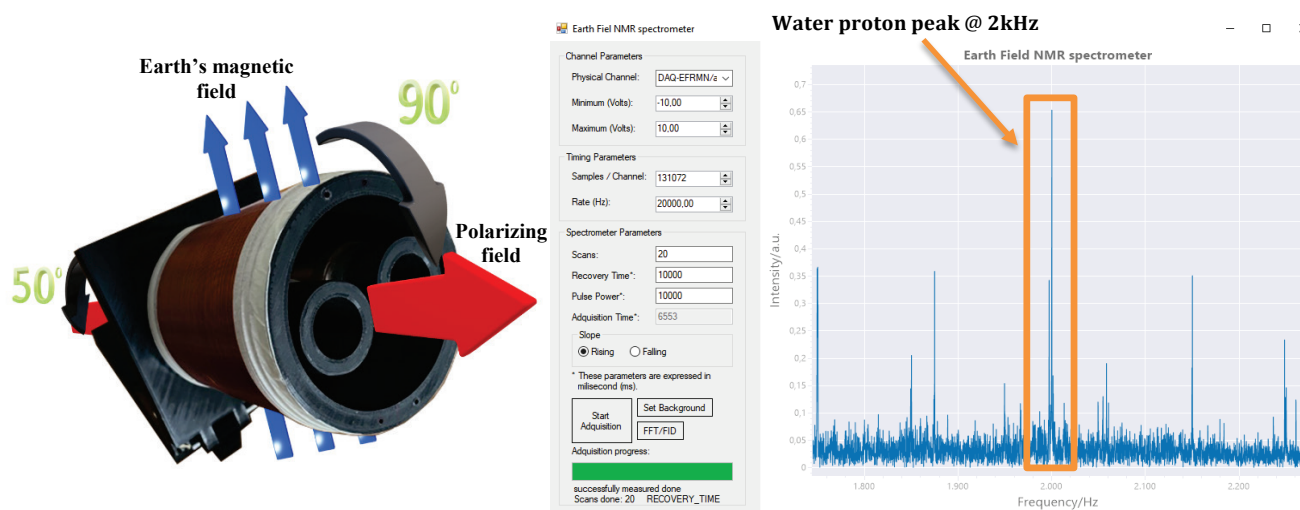 Earth's magnetic
field
90⁰
Polarizing
field
50⁰
Earth Fiel NMR spectrometer
Channel Parameters
Physical Channel: DAQ-EFRMN/a
Minimum (Volts): -10,00
Maximum (Volts): 10,00
Timing Parameters
Samples / Channel: 131072
Rate (Hz): 20000,00
Spectrometer Parameters
Scans: 20
Recovery Time*: 10000
Pulse Power*: 10000
Adquisition Time*: 6553
Slope
Rising Falling
* These parameters are expressed in
milisecond (ms).
Start
Adquisition
Set Background
FFT/FID
Adquisition progress:
successfully measured done
Scans done: 20 RECOVERY_TIME
Water proton peak @ 2kHz
Earth Field NMR spectrometer
Intensity/a.u.
0,7
0,65
0,6
0,55
0,5
0,45
0,4
0,35
0,3
0,25
0,2
0,15
0,1
0,05
0
1.800 1.900 2.000 2.100 2.200
Frequency/Hz